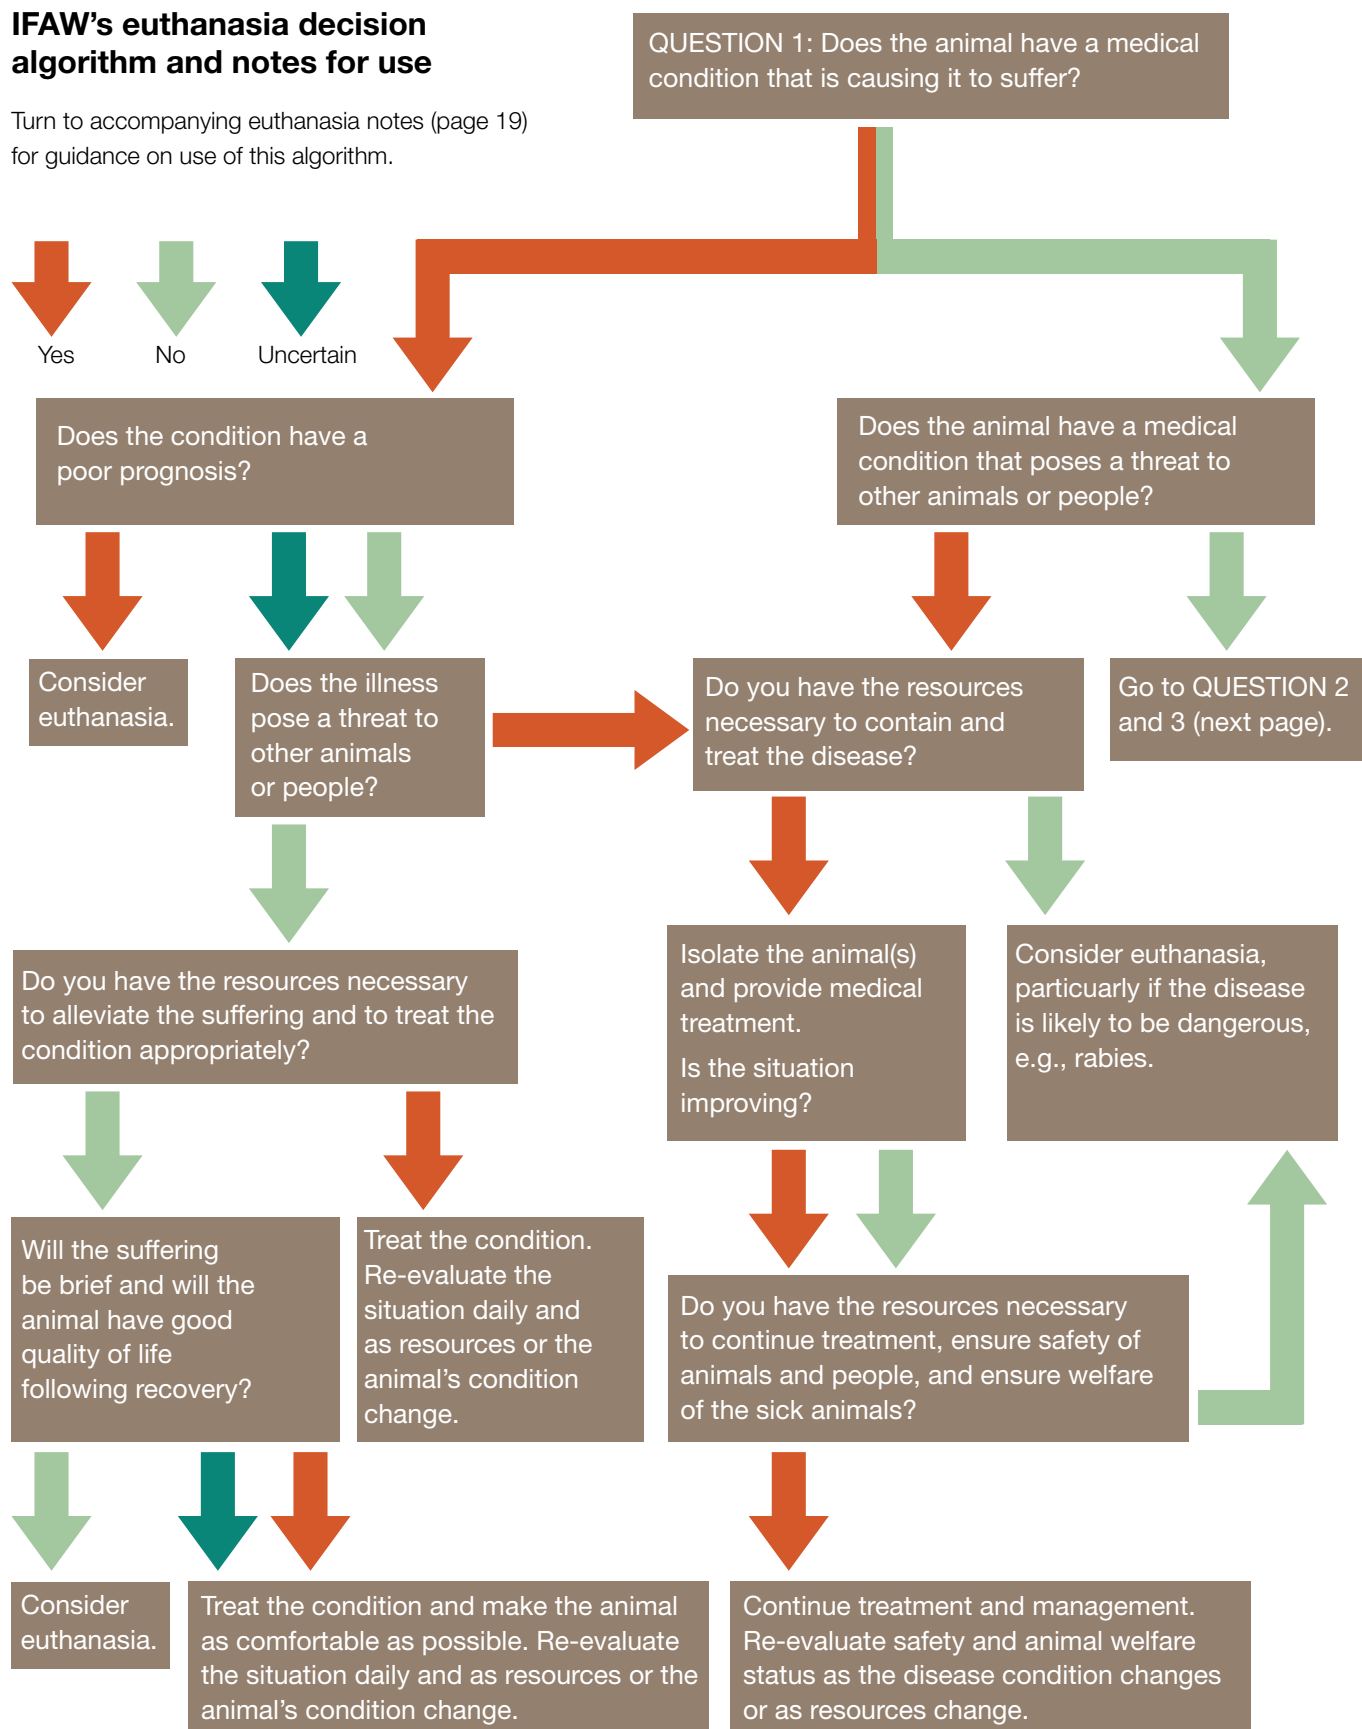 IFAW's euthanasia decision
algorithm and notes for use
Turn to accompanying euthanasia notes (page 19)
for guidance on use of this algorithm.
QUESTION 1: Does the animal have a medical
condition that is causing it to suffer?
Yes
No
Uncertain
Does the condition have a
poor prognosis?
Does the animal have a medical
condition that poses a threat to
other animals or people?
Consider
euthanasia.
Does the illness
pose a threat to
other animals
or people?
Do you have the resources
necessary to contain and
treat the disease?
Go to QUESTION 2
and 3 (next page).
Do you have the resources necessary
to alleviate the suffering and to treat the
condition appropriately?
Isolate the animal(s)
and provide medical
treatment.
Is the situation
improving?
Consider euthanasia,
particuarly if the disease
is likely to be dangerous,
e.g., rabies.
Will the suffering
be brief and will the
animal have good
quality of life
following recovery?
Treat the condition.
Re-evaluate the
situation daily and
as resources or the
animal's condition
change.
Do you have the resources necessary
to continue treatment, ensure safety of
animals and people, and ensure welfare
of the sick animals?
Consider
euthanasia.
Treat the condition and make the animal
as comfortable as possible. Re-evaluate
the situation daily and as resources or the
animal's condition change.
Continue treatment and management.
Re-evaluate safety and animal welfare
status as the disease condition changes
or as resources change.